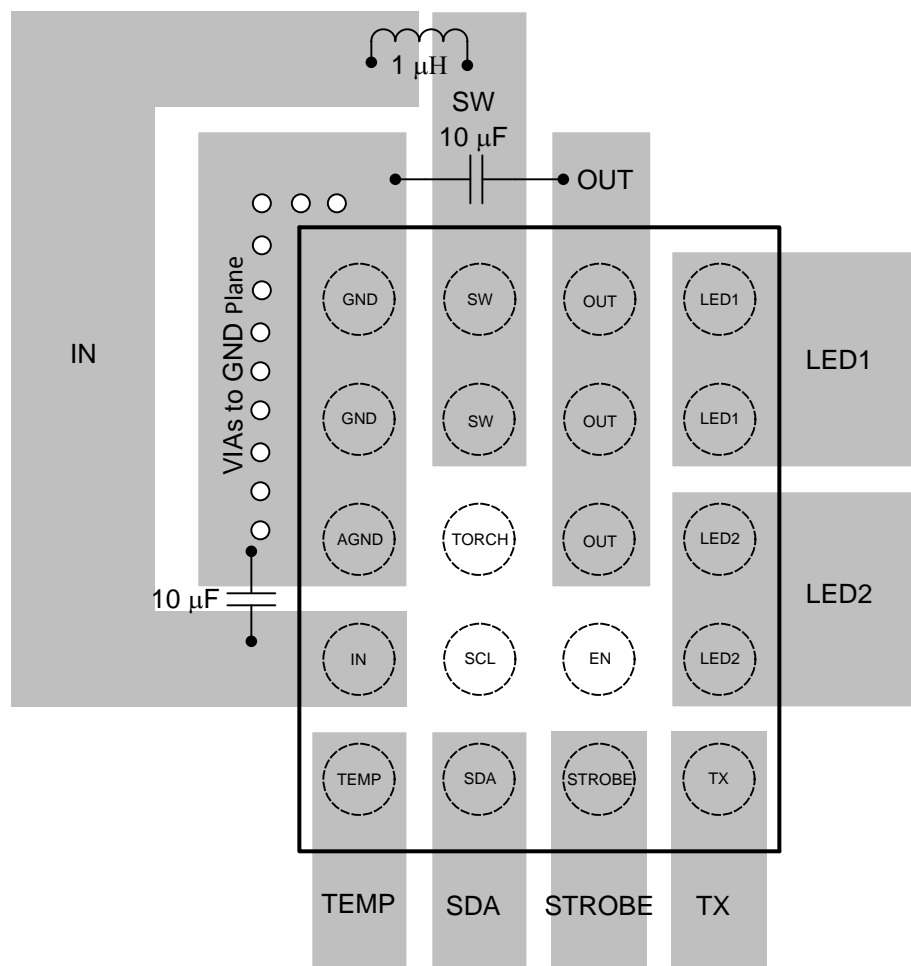 1 μH
SW
10 μF
OUT
GND
SW
OUT
LED1
VIAs to GND Plane
IN
LED1
GND
SW
OUT
LED1
AGND
TORCH
OUT
LED2
10 μF
LED2
IN
SCL
EN
LED2
TEMP
SDA
STROBE
TX
TEMP
SDA
STROBE
TX